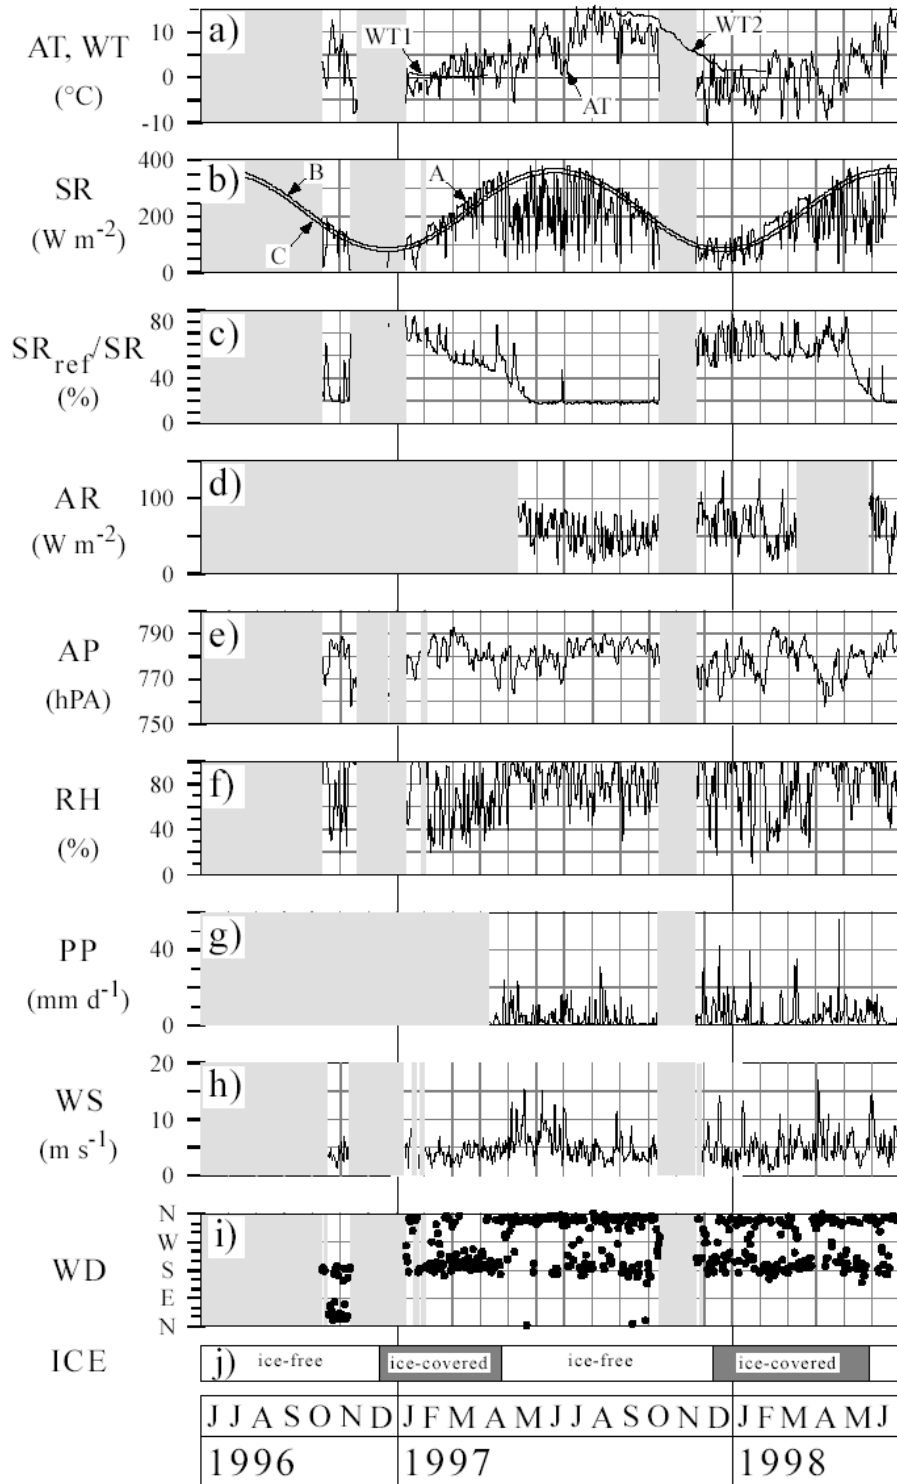 AT, WT
(°C)
a)
10
0
-10
WT1
WT2
AT
SR
(W m-2)
b)
400
200
0
A
B
C
SRref/SR
(%)
c)
80
40
0
AR
(W m-2)
d)
100
0
AP
(hPA)
e)
790
770
750
RH
(%)
f)
80
40
0
PP
(mm d-1)
g)
40
0
WS
(m s-1)
h)
20
10
0
WD
i)
N
W
S
E
N
ICE
j)
ice-free
ice-covered
ice-free
ice-covered
J J A S O N D J F M A M J J A S O N D J F M A M J
1996 1997 1998